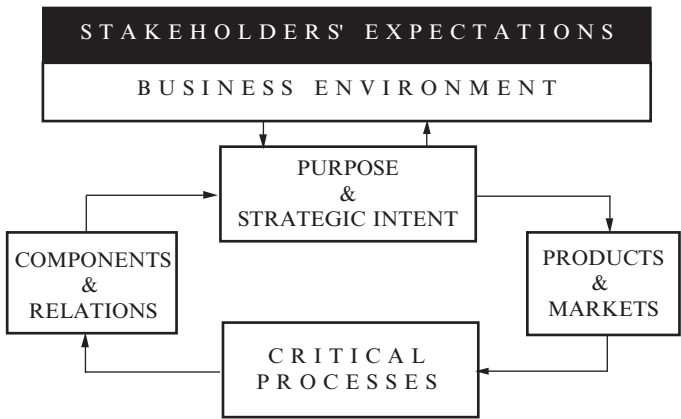 STAKEHOLDERS' EXPECTATIONS
BUSINESS ENVIRONMENT
PURPOSE
&
STRATEGIC INTENT
COMPONENTS
&
RELATIONS
PRODUCTS
&
MARKETS
CRITICAL
PROCESSES